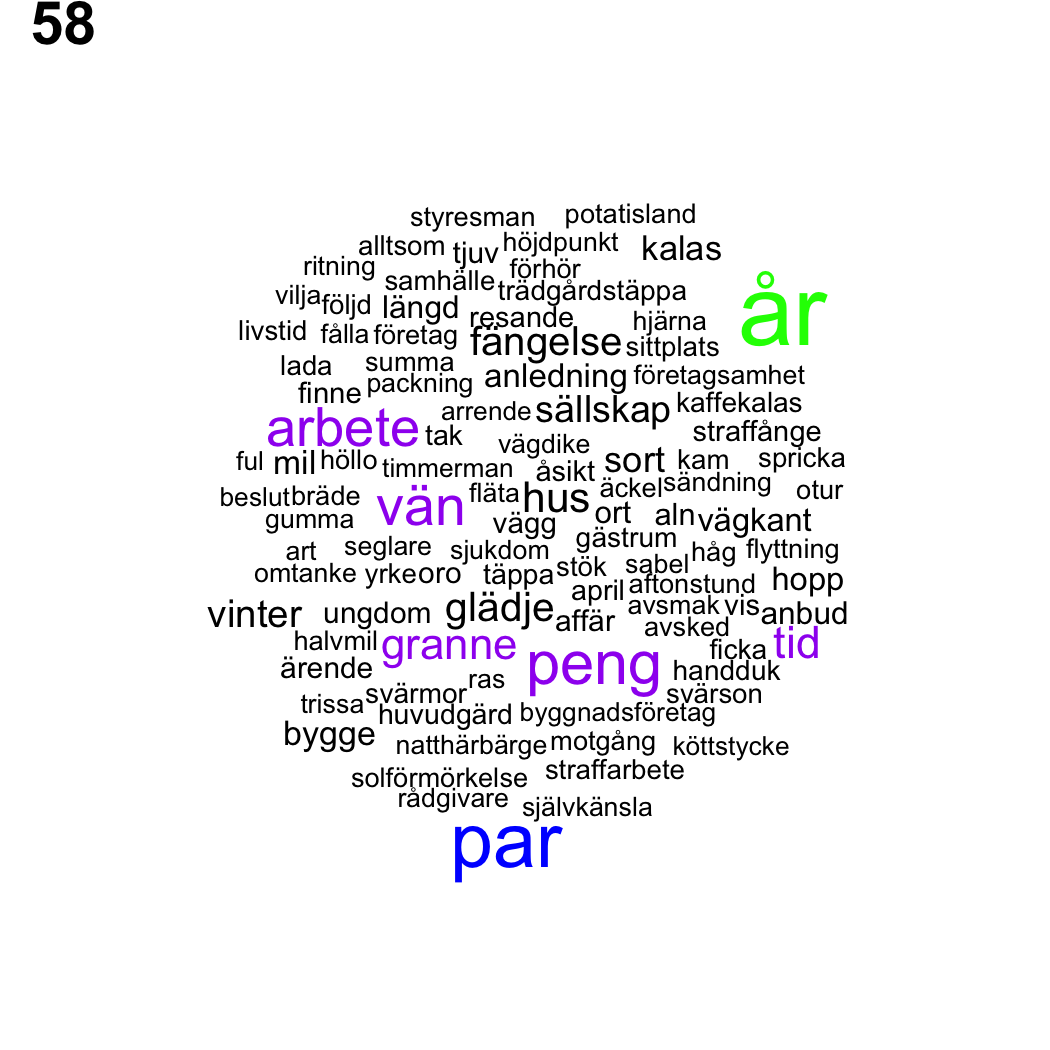 58
styresman potatisland
alltsom tjuv höjdpunkt kalas
ritning samhälle förhör
vilja följd längd trädgårdstäppa år
livstid fålla företag resande hjärna
fängelse sittplats
lada summa
finne packning anledning företagsamhet
arbete arrende sällskap kaffekalas
tak vägdike straffånge
ful mil höllo timmerman åsikt sort kam spricka
beslut bräde vän fläta hus äckel sändning otur
gumma vägg ort aln vägkant
art seglare sjukdom gästrum håg flyttning
omtanke yrke oro täppa stök sabel hopp
april aftonstund
vinter ungdom glädje affär avsmak vis anbud
halvmil granne avsked tid
ärende peng ficka handduk
ras
trissa svärmor svärson
huvudgärd byggnadsföretag
bygge natthärbärge motgång köttstycke
solförmörkelse straffarbete
rådgivare självkänsla
par